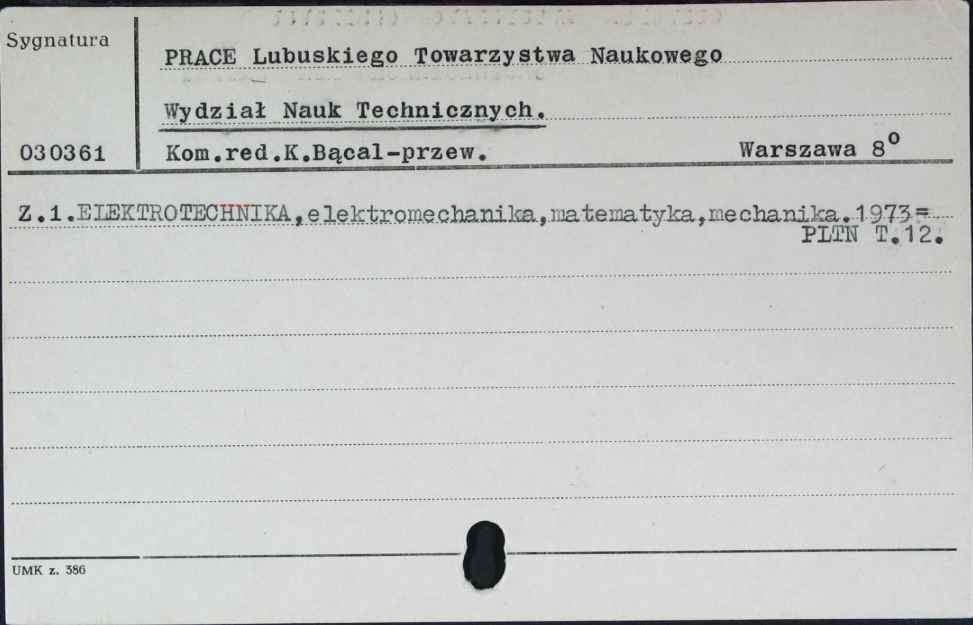 Sygnatura
PRACE Lubuskiego Towarzystwa Naukowego
Wydział Nauk Technicznych.
030361 Kom.red.K.Bącal-przew. Warszawa 8⁰
Z.1.ELEKTROTECHNIKA,elektromechanika,matematyka,mechanika.1973=
PLTN T.12.
UMK z. 386